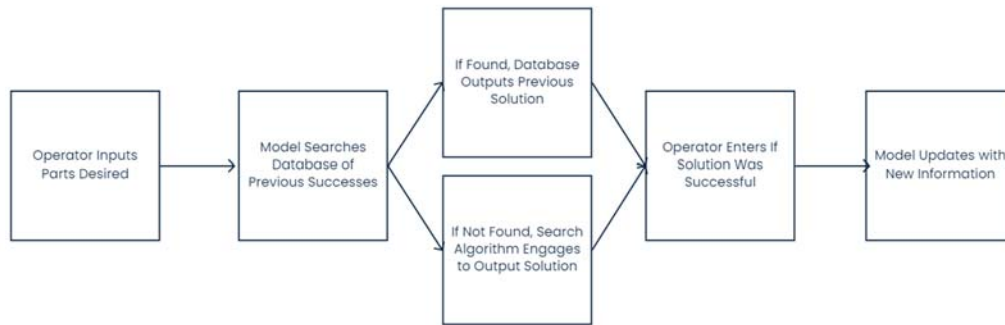 Operator Inputs
Parts Desired
Model Searches
Database of
Previous Successes
If Found, Database
Outputs Previous
Solution
If Not Found, Search
Algorithm Engages
to Output Solution
Operator Enters If
Solution Was
Successful
Model Updates with
New Information